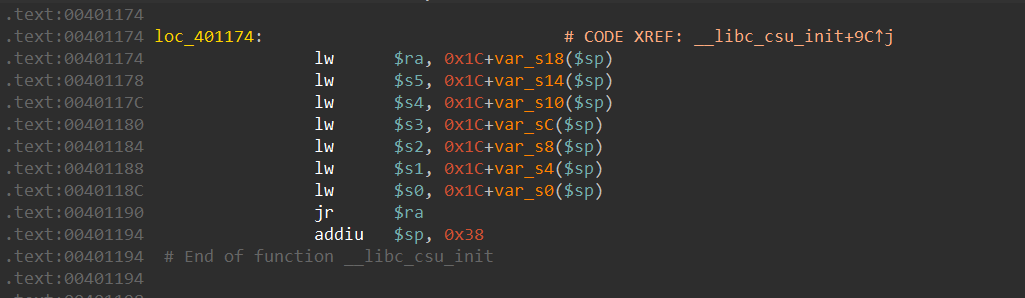 .text:00401174
.text:00401174 loc_401174: # CODE XREF: __libc_csu_init+9C↑j
.text:00401174 lw $ra, 0x1C+var_s18($sp)
.text:00401178 lw $s5, 0x1C+var_s14($sp)
.text:0040117C lw $s4, 0x1C+var_s10($sp)
.text:00401180 lw $s3, 0x1C+var_sC($sp)
.text:00401184 lw $s2, 0x1C+var_s8($sp)
.text:00401188 lw $s1, 0x1C+var_s4($sp)
.text:0040118C lw $s0, 0x1C+var_s0($sp)
.text:00401190 jr $ra
.text:00401194 addiu $sp, 0x38
.text:00401194 # End of function __libc_csu_init
.text:00401194